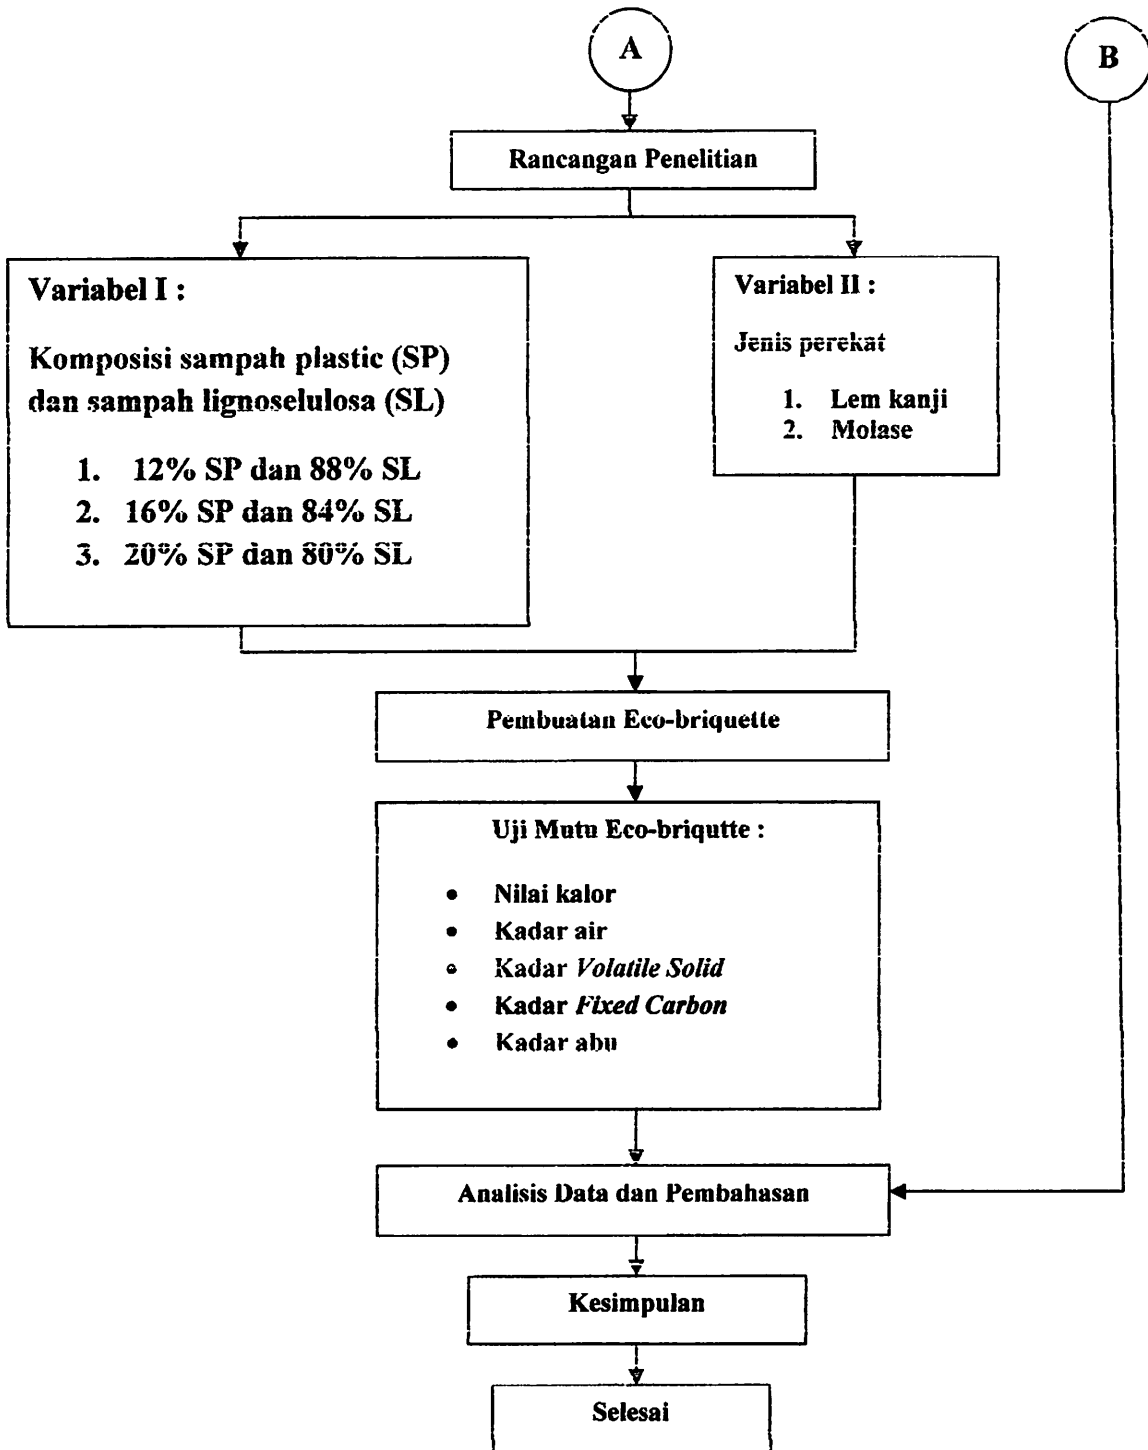 A
B
Rancangan Penelitian
Variabel I :
Komposisi sampah plastic (SP)
dan sampah lignoselulosa (SL)
1. 12% SP dan 88% SL
2. 16% SP dan 84% SL
3. 20% SP dan 80% SL
Variabel II :
Jenis perekat
1. Lem kanji
2. Molase
Pembuatan Eco-briquette
Uji Mutu Eco-briqutte :
• Nilai kalor
• Kadar air
• Kadar Volatile Solid
• Kadar Fixed Carbon
• Kadar abu
Analisis Data dan Pembahasan
Kesimpulan
Selesai